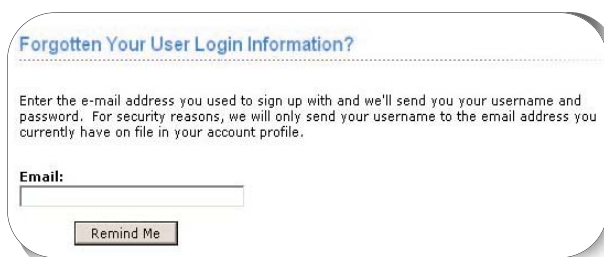 Forgotten Your User Login Information?
Enter the e-mail address you used to sign up with and we'll send you your username and
password. For security reasons, we will only send your username to the email address you
currently have on file in your account profile.
Email:
Remind Me